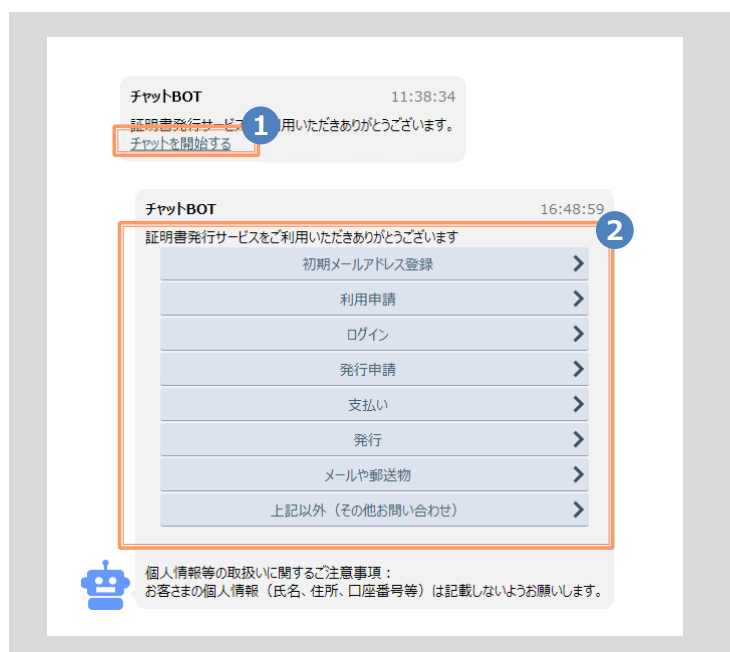 チャットBOT 11:38:34
証明書発行サービス 用いただきありがとうございます。
1
チャットを開始する
チャットBOT 16:48:59
2
証明書発行サービスをご利用いただきありがとうございます
初期メールアドレス登録
利用申請
ログイン
発行申請
支払い
発行
メールや郵送物
上記以外（その他お問い合わせ）
個人情報等の取扱いに関するご注意事項：
お客さまの個人情報（氏名、住所、口座番号等）は記載しないようお願いします。